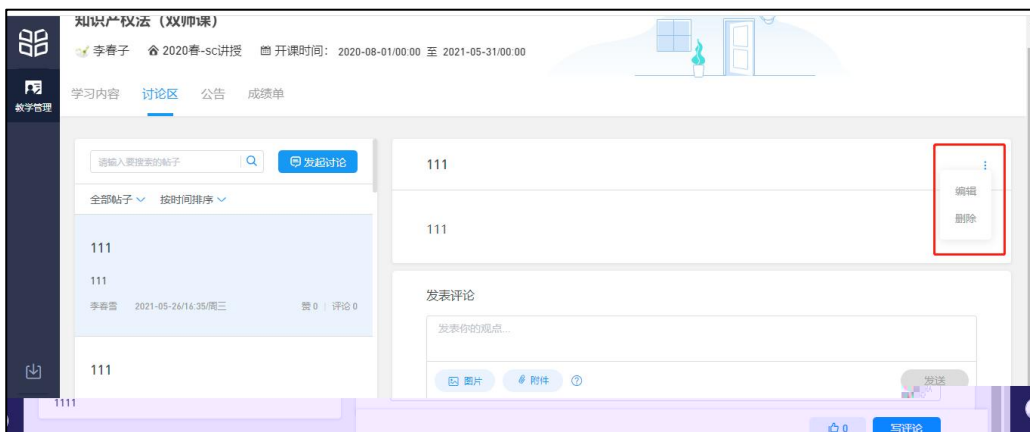 知识产权法（双师课）
李春子 2020春-sc讲授 开课时间： 2020-08-01/00:00 至 2021-05-31/00:00
教学管理
学习内容 讨论区 公告 成绩单
请输入要搜索的帖子 发起讨论
全部帖子 按时间排序
111
111
李春雪 2021-05-26/16:35/周三 赞 0 评论 0
111
111
编辑
删除
111
发表评论
发表你的观点...
图片 附件 发送
1111
0 写评论